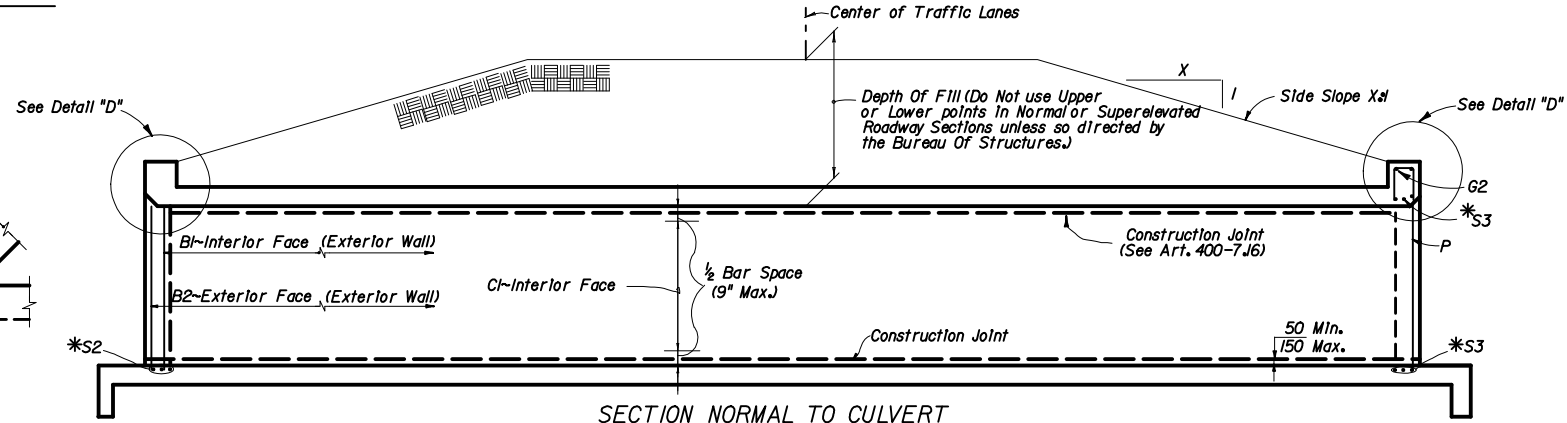 Center of Traffic Lanes
X
1
Side Slope X:1
See Detail "D"
See Detail "D"
Depth Of Fill (Do Not use Upper
or Lower points in Normal or Superelevated
Roadway Sections unless so directed by
the Bureau Of Structures.)
G2
*S3
B1~Interior Face (Exterior Wall)
Construction Joint
(See Art. 400-7.16)
P
C1~Interior Face
1/2 Bar Space
(9" Max.)
B2~Exterior Face (Exterior Wall)
*S2
Construction Joint
50 Min.
150 Max.
*S3
SECTION NORMAL TO CULVERT